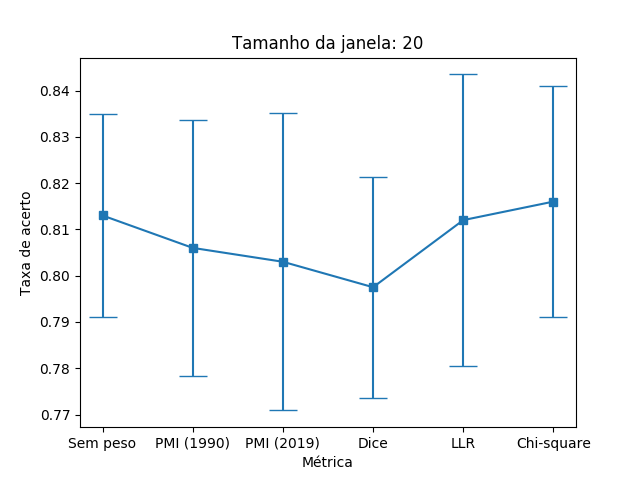 Tamanho da janela: 20
0.84
0.83
0.82
0.81
0.80
0.79
0.78
0.77
Taxa de acerto
Sem peso PMI (1990) PMI (2019) Dice LLR Chi-square
Métrica